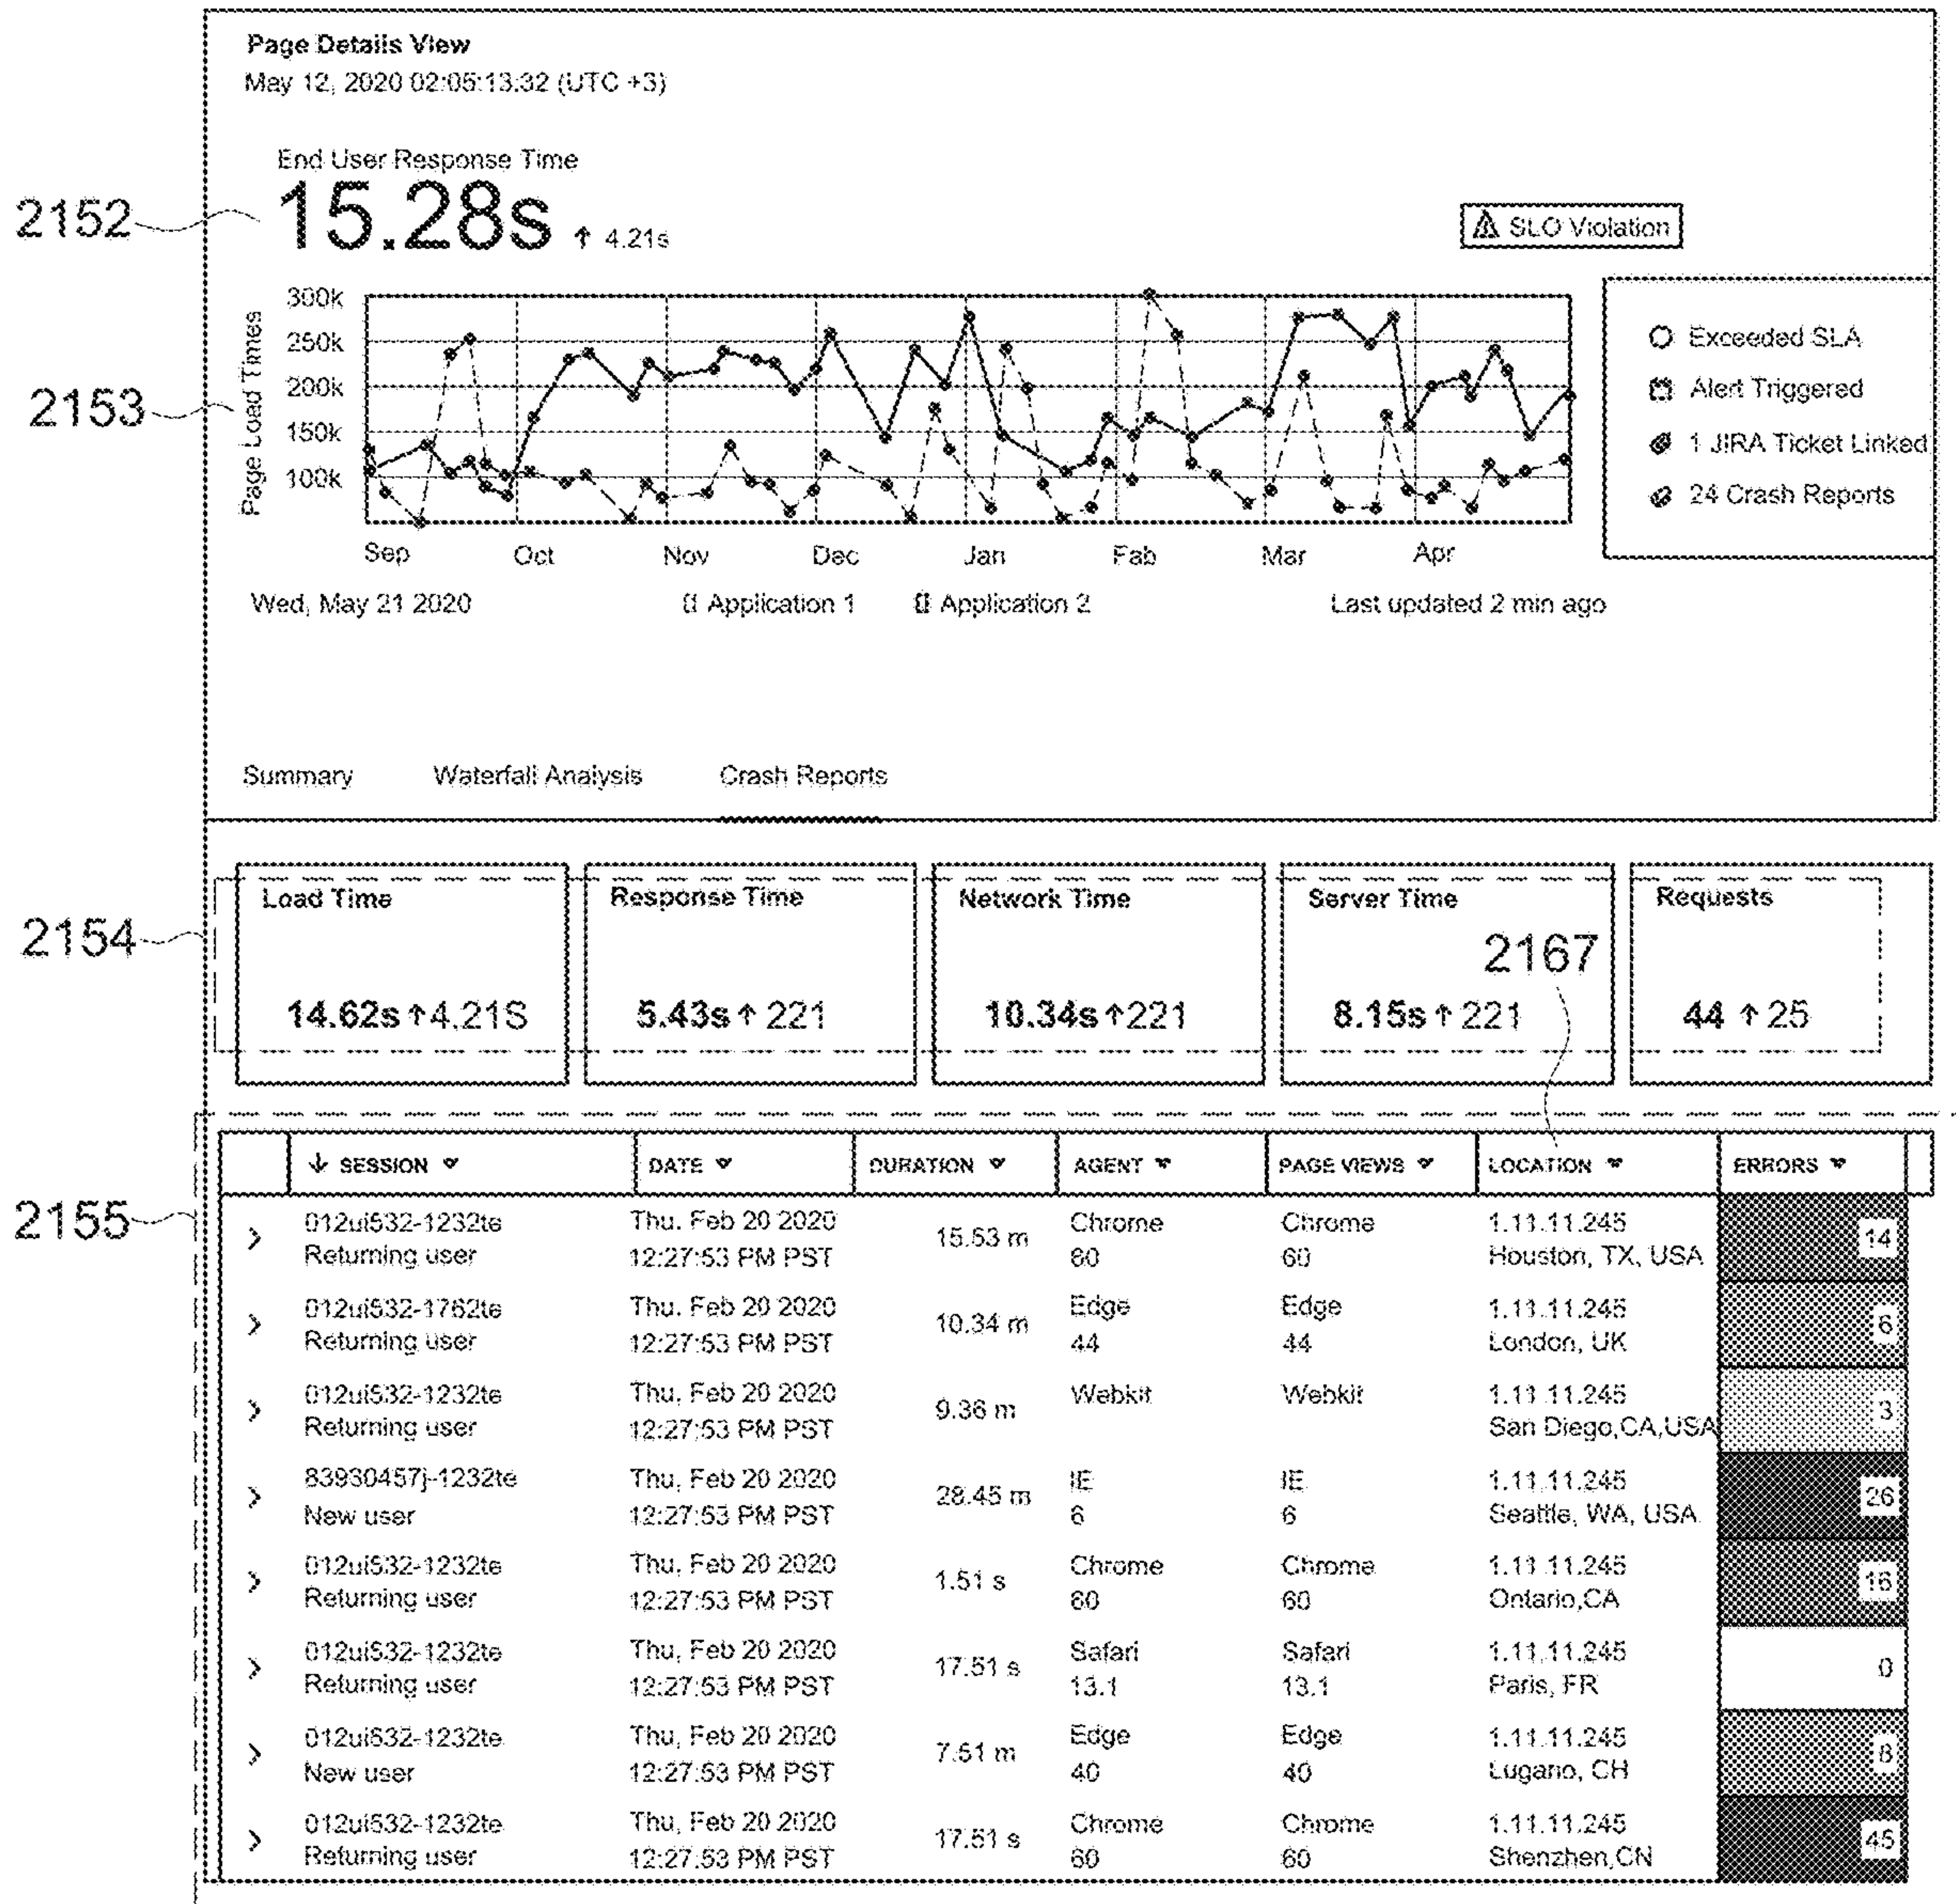 Page Details View
May 12, 2020 02:05:13:32 (UTC +3)
End User Response Time
2152
15.28s ↑ 4.21s
SLO Violation
2153
Page Load Times
300k
250k
200k
150k
100k
Sep Oct Nov Dec Jan Fab Mar Apr
Exceeded SLA
Alert Triggered
1 JIRA Ticket Linked
24 Crash Reports
Wed, May 21 2020 Application 1 Application 2 Last updated 2 min ago
Summary Waterfall Analysis Crash Reports
2154
Load Time Response Time Network Time Server Time Requests
2167
14.62s ↑4.21S 5.43s ↑ 221 10.34s ↑221 8.15s ↑ 221 44 ↑ 25
2155
↓ SESSION DATE DURATION AGENT PAGE VIEWS LOCATION ERRORS
012ui532-1232te Thu. Feb 20 2020 15.53 m Chrome Chrome 1.11.11.245 14
Returning user 12:27:53 PM PST 60 60 Houston, TX, USA
012ui532-1762te Thu. Feb 20 2020 10.34 m Edge Edge 1.11.11.245 6
Returning user 12:27:53 PM PST 44 44 London, UK
012ui532-1232te Thu, Feb 20 2020 9.36 m Webkit Webkit 1.11.11.245 3
Returning user 12:27:53 PM PST San Diego,CA,USA
83930457j-1232te Thu, Feb 20 2020 28.45 m IE IE 1.11.11.245 26
New user 12:27:53 PM PST 6 6 Seattle, WA, USA
012ui532-1232te Thu, Feb 20 2020 1.51 s Chrome Chrome 1.11.11.245 16
Returning user 12:27:53 PM PST 60 60 Ontario,CA
012ui532-1232te Thu, Feb 20 2020 17.51 s Safari Safari 1.11.11.245 0
Returning user 12:27:53 PM PST 13.1 13.1 Paris, FR
012ui532-1232te Thu, Feb 20 2020 7.51 m Edge Edge 1.11.11.245 8
New user 12:27:53 PM PST 40 40 Lugano, CH
012ui532-1232te Thu, Feb 20 2020 17.51 s Chrome Chrome 1.11.11.245 45
Returning user 12:27:53 PM PST 60 60 Shenzhen,CN